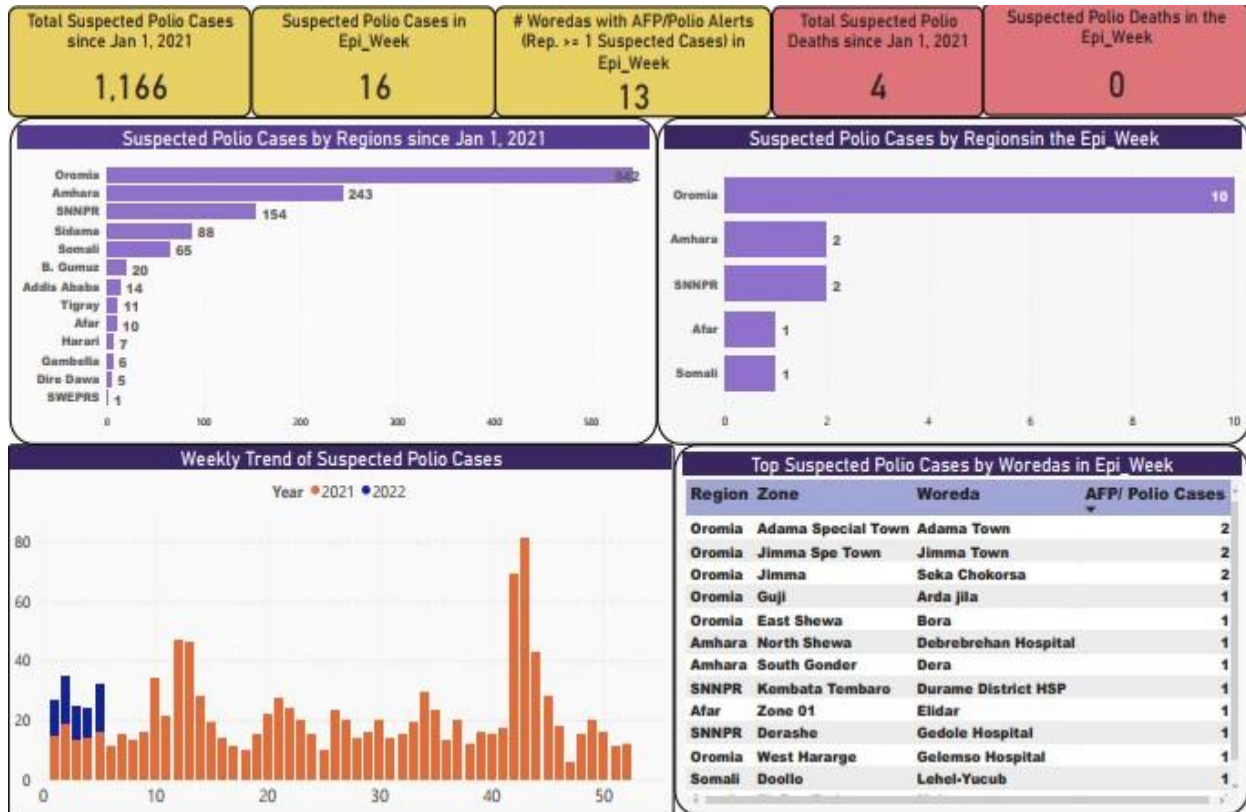 Total Suspected Polio Cases
since Jan 1, 2021
1,166
Suspected Polio Cases in
Epi_Week
16
# Woredas with AFP/Polio Alerts
(Rep. >= 1 Suspected Cases) in
Epi_Week
13
Total Suspected Polio
Deaths since Jan 1, 2021
4
Suspected Polio Deaths in the
Epi_Week
0
Suspected Polio Cases by Regions since Jan 1, 2021
Oromia 542
Amhara 243
SNNPR 154
Sidama 88
Somali 65
B. Gumuz 20
Addis Ababa 14
Tigray 11
Afar 10
Harari 7
Gambella 6
Dire Dawa 5
SWEPRS 1
0 100 200 300 400 500
Suspected Polio Cases by Regionsin the Epi_Week
Oromia 10
Amhara 2
SNNPR 2
Afar 1
Somali 1
0 2 4 6 8 10
Weekly Trend of Suspected Polio Cases
Year 2021 2022
80
60
40
20
0
0 10 20 30 40 50
Top Suspected Polio Cases by Woredas in Epi_Week
Region Zone Woreda AFP/ Polio Cases
Oromia Adama Special Town Adama Town 2
Oromia Jimma Spe Town Jimma Town 2
Oromia Jimma Seka Chokorsa 2
Oromia Guji Arda jila 1
Oromia East Shewa Bora 1
Amhara North Shewa Debrebrehan Hospital 1
Amhara South Gonder Dera 1
SNNPR Kembata Tembaro Durame District HSP 1
Afar Zone 01 Elidar 1
SNNPR Derashe Gedole Hospital 1
Oromia West Hararge Gelemso Hospital 1
Somali Doollo Lehel-Yucub 1